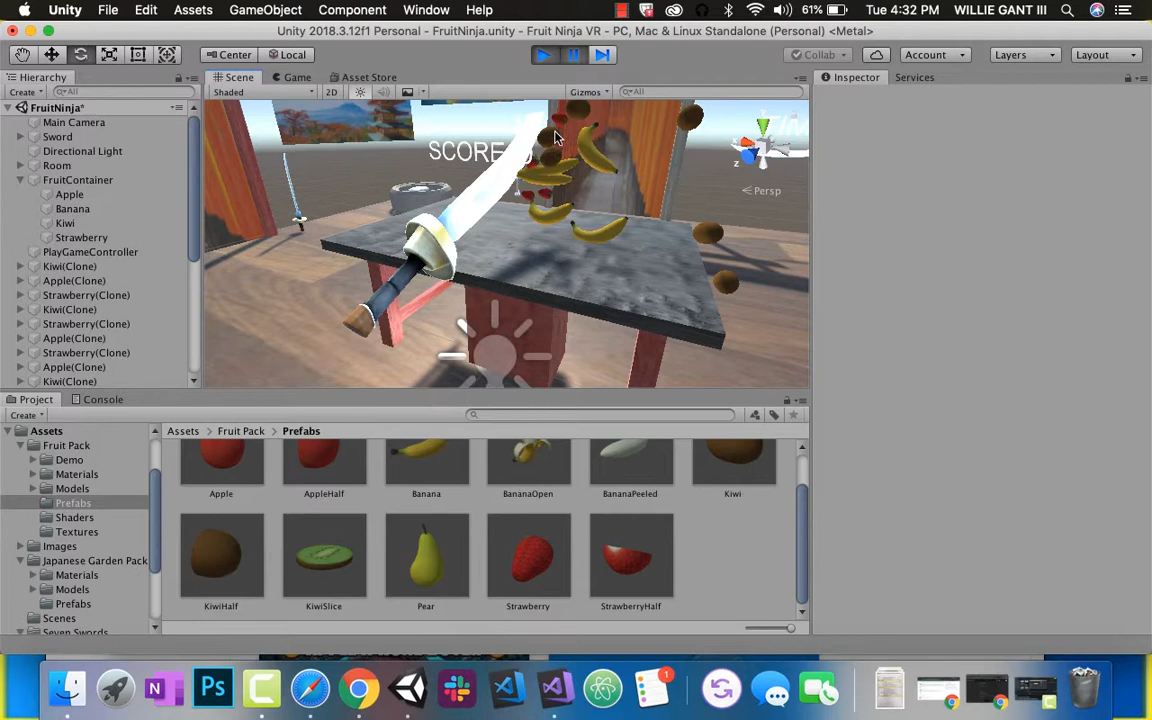 Unity File Edit Assets GameObject Component Window Help 61% Tue 4:32 PM WILLIE GANT III
Unity 2018.3.12f1 Personal - FruitNinja.unity - Fruit Ninja VR - PC, Mac & Linux Standalone (Personal) <Metal>
Center Local Collab Account Layers Layout
Hierarchy Scene Game Asset Store Inspector Services
Create All Shaded 2D Gizmos All
FruitNinja*
Main Camera
Sword
Directional Light
Room
FruitContainer
Apple
Banana
Kiwi
Strawberry
PlayGameController
Kiwi(Clone)
Apple(Clone)
Strawberry(Clone)
Kiwi(Clone)
Strawberry(Clone)
Apple(Clone)
Strawberry(Clone)
Apple(Clone)
Kiwi(Clone)
SCORE
TIM
Z
Persp
Project Console
Create
Assets
Fruit Pack
Demo
Materials
Models
Prefabs
Shaders
Textures
Images
Japanese Garden Pack
Materials
Models
Prefabs
Scenes
Seven Swords
Assets Fruit Pack Prefabs
Apple AppleHalf Banana BananaOpen BananaPeeled Kiwi
KiwiHalf KiwiSlice Pear Strawberry StrawberryHalf
N Ps C 1